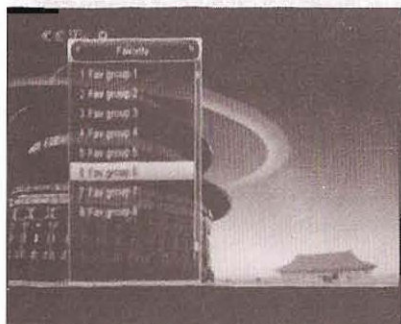 Favorite
1 Fav group 1
2 Fav group 2
3 Fav group 3
4 Fav group 4
5 Fav group 5
6 Fav group 6
7 Fav group 7
8 Fav group 8